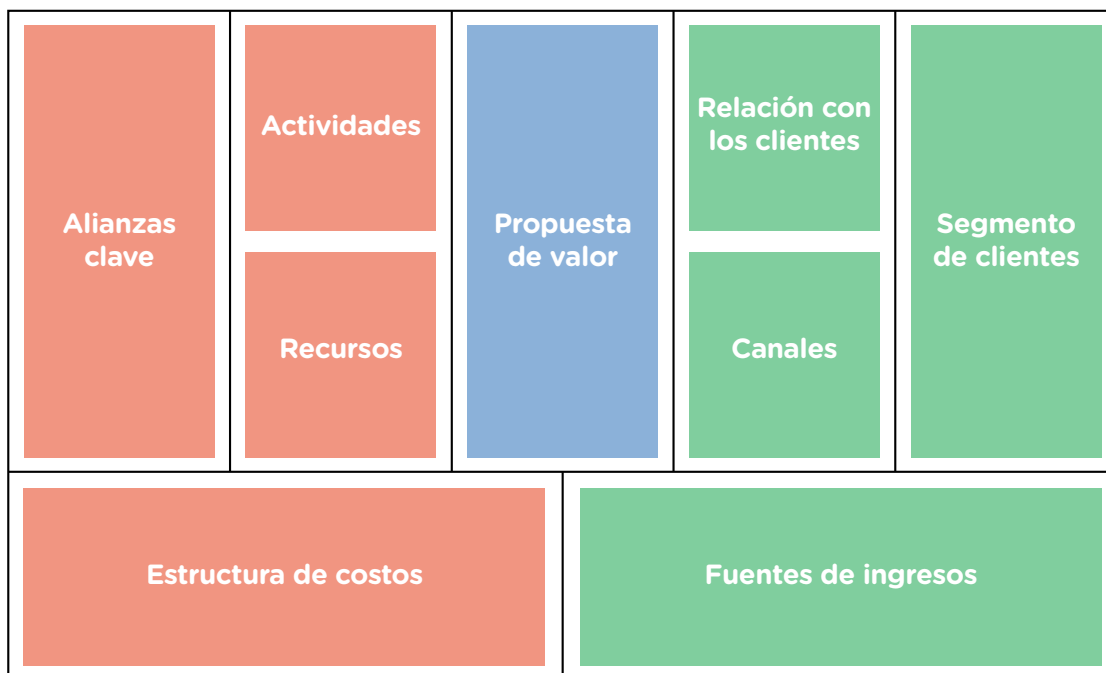 Alianzas
clave
Actividades
Recursos
Propuesta
de valor
Relación con
los clientes
Canales
Segmento
de clientes
Estructura de costos
Fuentes de ingresos